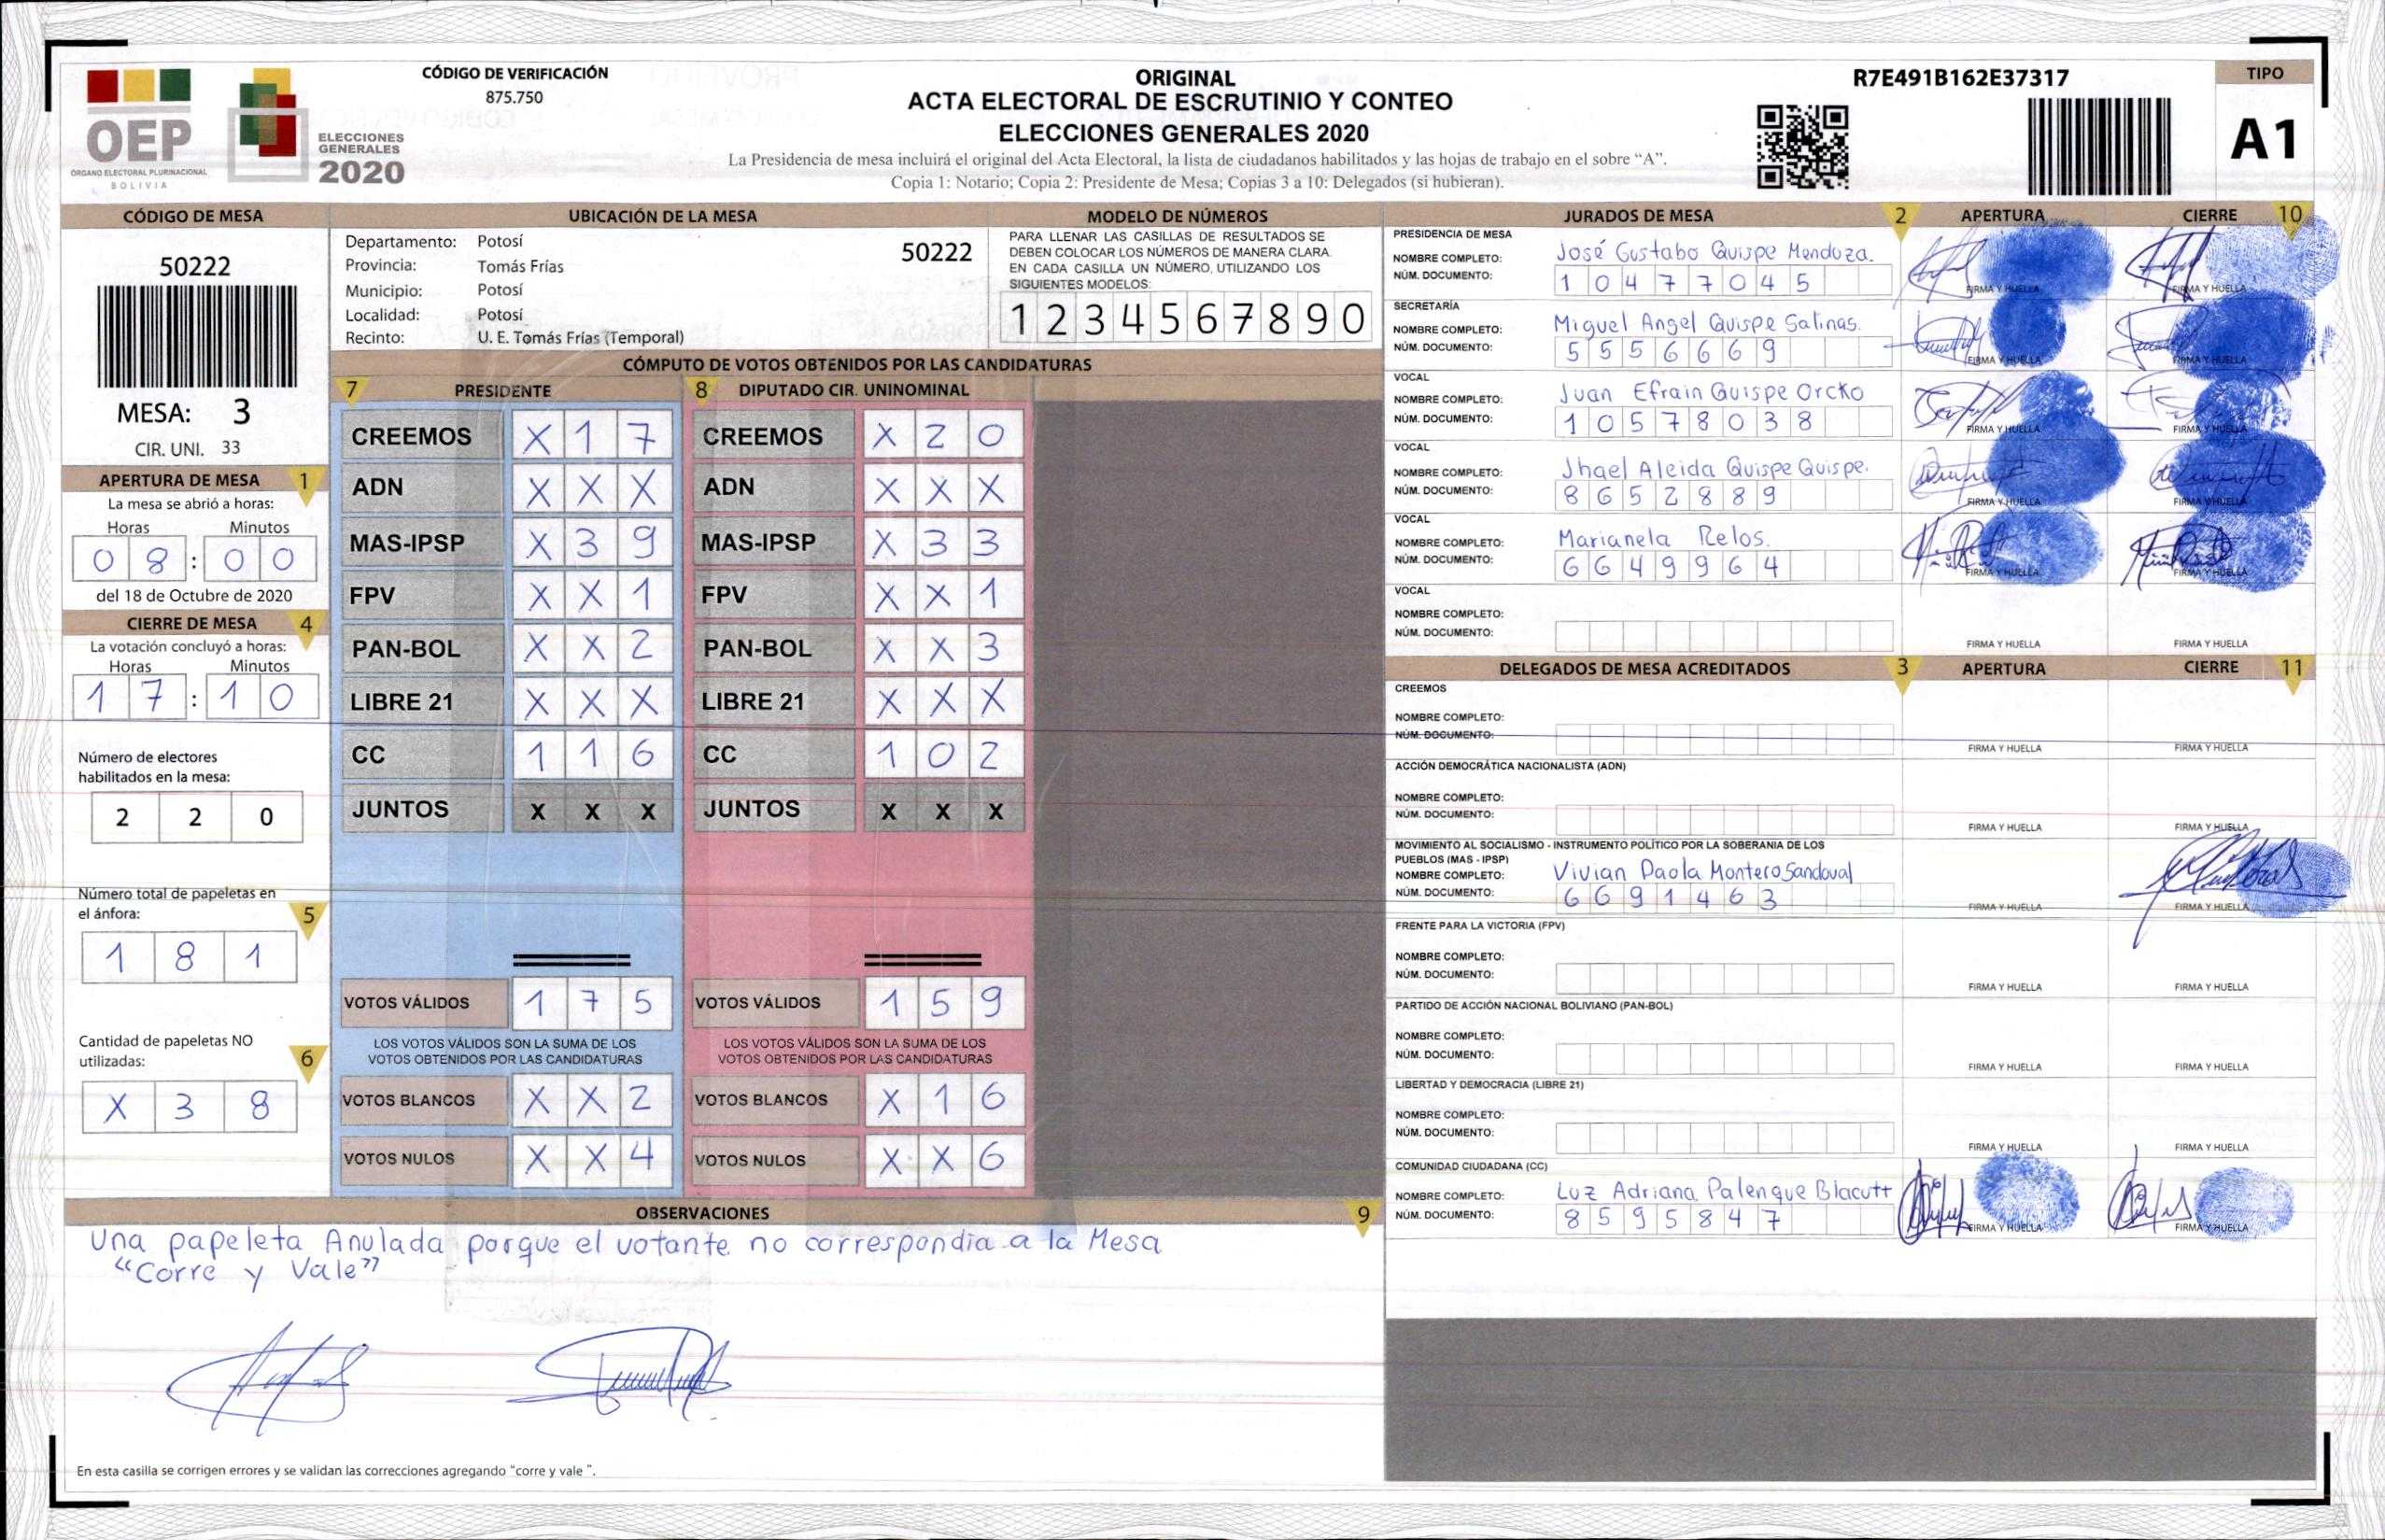 CÓDIGO DE VERIFICACIÓN
875.750
OEP
ÓRGANO ELECTORAL PLURINACIONAL
BOLIVIA
ELECCIONES
GENERALES
2020
ORIGINAL
ACTA ELECTORAL DE ESCRUTINIO Y CONTEO
ELECCIONES GENERALES 2020
La Presidencia de mesa incluirá el original del Acta Electoral, la lista de ciudadanos habilitados y las hojas de trabajo en el sobre “A”.
Copia 1: Notario; Copia 2: Presidente de Mesa; Copias 3 a 10: Delegados (si hubieran).
R7E491B162E37317
TIPO
A1
CÓDIGO DE MESA
50222
MESA: 3
CIR. UNI. 33
APERTURA DE MESA 1
La mesa se abrió a horas:
Horas Minutos
0 8 : 0 0
del 18 de Octubre de 2020
CIERRE DE MESA 4
La votación concluyó a horas:
Horas Minutos
1 7 : 1 0
Número de electores
habilitados en la mesa:
2 2 0
Número total de papeletas en
el ánfora: 5
1 8 1
Cantidad de papeletas NO
utilizadas: 6
X 3 8
UBICACIÓN DE LA MESA
Departamento: Potosí 50222
Provincia: Tomás Frías
Municipio: Potosí
Localidad: Potosí
Recinto: U. E. Tomás Frías (Temporal)
MODELO DE NÚMEROS
PARA LLENAR LAS CASILLAS DE RESULTADOS SE
DEBEN COLOCAR LOS NÚMEROS DE MANERA CLARA.
EN CADA CASILLA UN NÚMERO, UTILIZANDO LOS
SIGUIENTES MODELOS:
1 2 3 4 5 6 7 8 9 0
CÓMPUTO DE VOTOS OBTENIDOS POR LAS CANDIDATURAS
7 PRESIDENTE 8 DIPUTADO CIR. UNINOMINAL
CREEMOS X 1 7 CREEMOS X 2 0
ADN X X X ADN X X X
MAS-IPSP X 3 9 MAS-IPSP X 3 3
FPV X X 1 FPV X X 1
PAN-BOL X X 2 PAN-BOL X X 3
LIBRE 21 X X X LIBRE 21 X X X
CC 1 1 6 CC 1 0 2
JUNTOS X X X JUNTOS X X X
VOTOS VÁLIDOS 1 7 5 VOTOS VÁLIDOS 1 5 9
LOS VOTOS VÁLIDOS SON LA SUMA DE LOS LOS VOTOS VÁLIDOS SON LA SUMA DE LOS
VOTOS OBTENIDOS POR LAS CANDIDATURAS VOTOS OBTENIDOS POR LAS CANDIDATURAS
VOTOS BLANCOS X X 2 VOTOS BLANCOS X 1 6
VOTOS NULOS X X 4 VOTOS NULOS X X 6
OBSERVACIONES 9
Una papeleta Anulada porque el votante no correspondia a la Mesa
“Corre y Vale”
En esta casilla se corrigen errores y se validan las correcciones agregando “corre y vale ”.
JURADOS DE MESA 2 APERTURA CIERRE 10
PRESIDENCIA DE MESA
NOMBRE COMPLETO: José Gustabo Quispe Mendoza.
NÚM. DOCUMENTO: 1 0 4 7 7 0 4 5
FIRMA Y HUELLA FIRMA Y HUELLA
SECRETARÍA
NOMBRE COMPLETO: Miguel Angel Quispe Salinas.
NÚM. DOCUMENTO: 5 5 5 6 6 6 9
FIRMA Y HUELLA FIRMA Y HUELLA
VOCAL
NOMBRE COMPLETO: Juan Efrain Quispe Orcko
NÚM. DOCUMENTO: 1 0 5 7 8 0 3 8
FIRMA Y HUELLA FIRMA Y HUELLA
VOCAL
NOMBRE COMPLETO: Jhael Aleida Quispe Quispe.
NÚM. DOCUMENTO: 8 6 5 2 8 8 9
FIRMA Y HUELLA FIRMA Y HUELLA
VOCAL
NOMBRE COMPLETO: Marianela Relos.
NÚM. DOCUMENTO: 6 6 4 9 9 6 4
FIRMA Y HUELLA FIRMA Y HUELLA
VOCAL
NOMBRE COMPLETO:
NÚM. DOCUMENTO:
FIRMA Y HUELLA FIRMA Y HUELLA
DELEGADOS DE MESA ACREDITADOS 3 APERTURA CIERRE 11
CREEMOS
NOMBRE COMPLETO:
NÚM. DOCUMENTO:
FIRMA Y HUELLA FIRMA Y HUELLA
ACCIÓN DEMOCRÁTICA NACIONALISTA (ADN)
NOMBRE COMPLETO:
NÚM. DOCUMENTO:
FIRMA Y HUELLA FIRMA Y HUELLA
MOVIMIENTO AL SOCIALISMO - INSTRUMENTO POLÍTICO POR LA SOBERANIA DE LOS
PUEBLOS (MAS - IPSP)
NOMBRE COMPLETO: Vivian Paola Montero Sandoval
NÚM. DOCUMENTO: 6 6 9 1 4 6 3
FIRMA Y HUELLA FIRMA Y HUELLA
FRENTE PARA LA VICTORIA (FPV)
NOMBRE COMPLETO:
NÚM. DOCUMENTO:
FIRMA Y HUELLA FIRMA Y HUELLA
PARTIDO DE ACCIÓN NACIONAL BOLIVIANO (PAN-BOL)
NOMBRE COMPLETO:
NÚM. DOCUMENTO:
FIRMA Y HUELLA FIRMA Y HUELLA
LIBERTAD Y DEMOCRACIA (LIBRE 21)
NOMBRE COMPLETO:
NÚM. DOCUMENTO:
FIRMA Y HUELLA FIRMA Y HUELLA
COMUNIDAD CIUDADANA (CC)
NOMBRE COMPLETO: Luz Adriana Palenque Blacutt
NÚM. DOCUMENTO: 8 5 9 5 8 4 7
FIRMA Y HUELLA FIRMA Y HUELLA